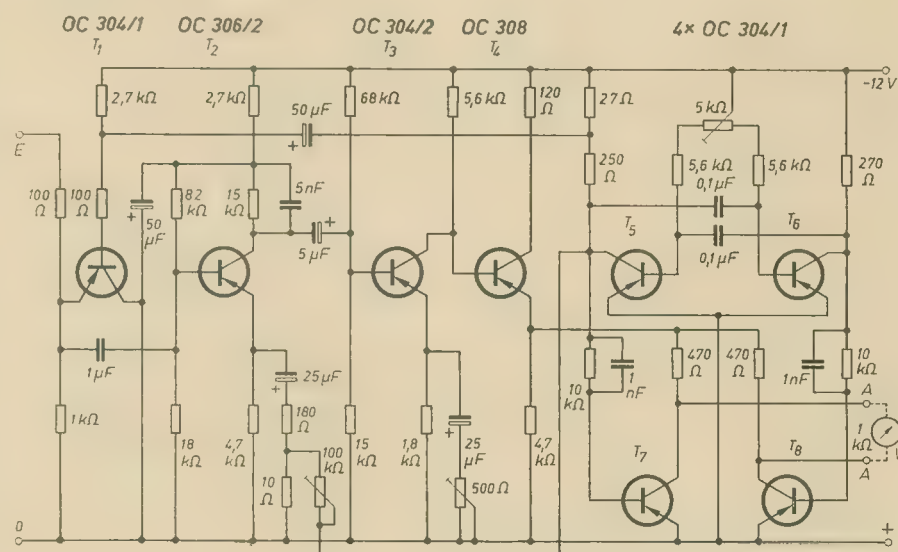 OC 304/1 OC 306/2 OC 304/2 OC 308 4× OC 304/1
T1 T2 T3 T4
-12 V
2,7 kΩ 2,7 kΩ 50 µF 68 kΩ 5,6 kΩ 120 Ω 27 Ω 5 kΩ
+
E
250 Ω 5,6 kΩ 5,6 kΩ 270 Ω
0,1 µF
100 Ω 100 Ω + 50 µF 82 kΩ 15 kΩ 5 nF + 5 µF
T5 T6
0,1 µF
1 µF
25 µF +
10 kΩ 1 nF 470 Ω 470 Ω 1 nF 10 kΩ
A
1 kΩ 18 kΩ 4,7 kΩ 180 Ω 100 kΩ 15 kΩ 1,8 kΩ + 25 µF 4,7 kΩ
1 kΩ
10 Ω 500 Ω
T7 T8
A
0 +